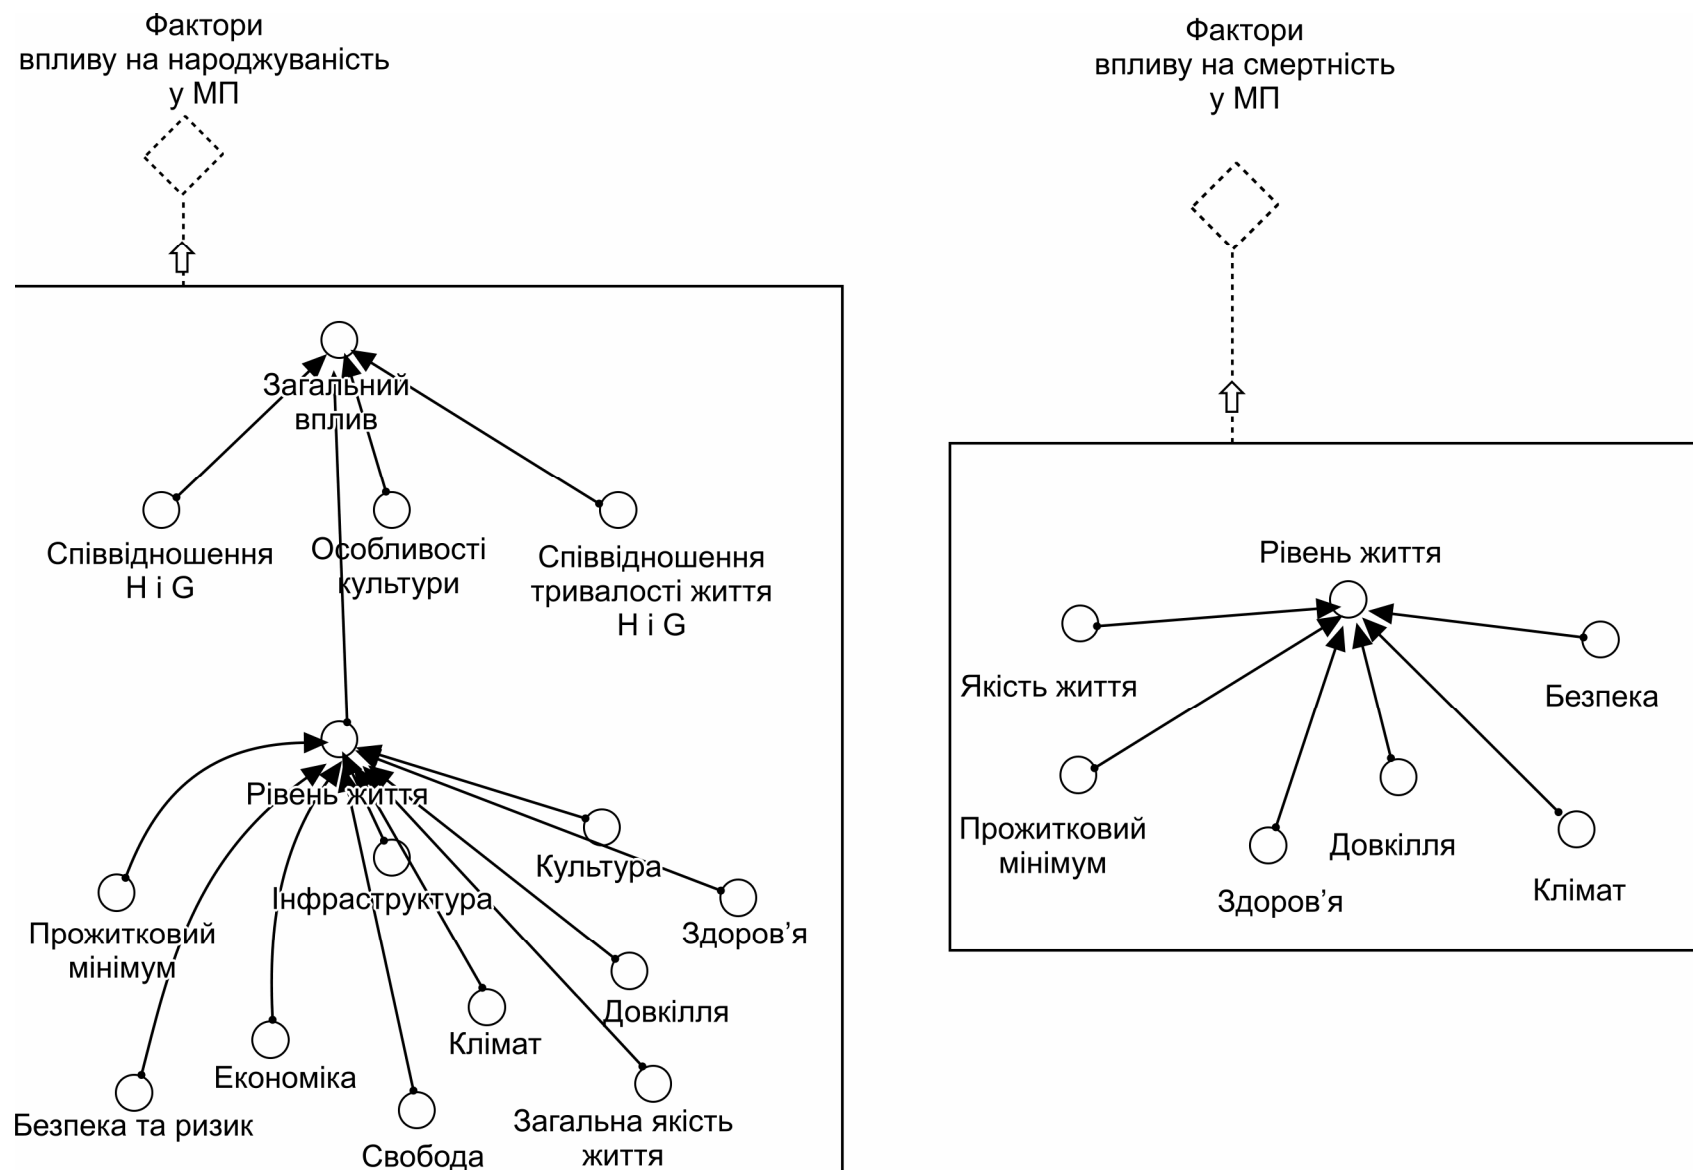 Фактори
впливу на народжуваність
у МП
Загальний
вплив
Співвідношення
H і G
Особливості
культури
Співвідношення
тривалості життя
H і G
Рівень життя
Культура
Інфраструктура
Здоров’я
Прожитковий
мінімум
Довкілля
Клімат
Економіка
Загальна якість
життя
Безпека та ризик
Свобода
Фактори
впливу на смертність
у МП
Рівень життя
Якість життя
Безпека
Прожитковий
мінімум
Довкілля
Здоров’я
Клімат